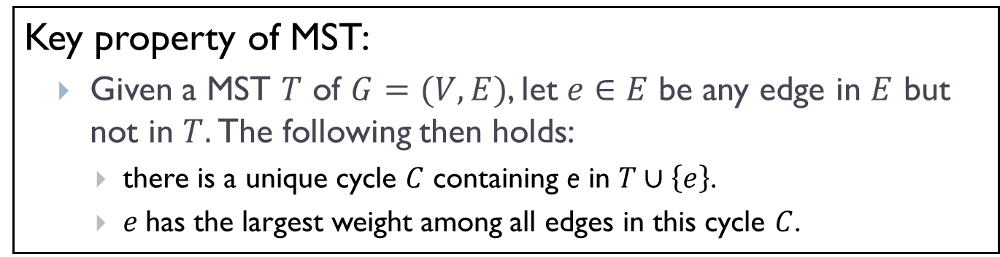 Key property of MST:
Given a MST 𝑇 of 𝐺 = (𝑉, 𝐸), let 𝑒 ∈ 𝐸 be any edge in 𝐸 but
not in 𝑇. The following then holds:
there is a unique cycle 𝐶 containing e in 𝑇 ∪ {𝑒}.
𝑒 has the largest weight among all edges in this cycle 𝐶.